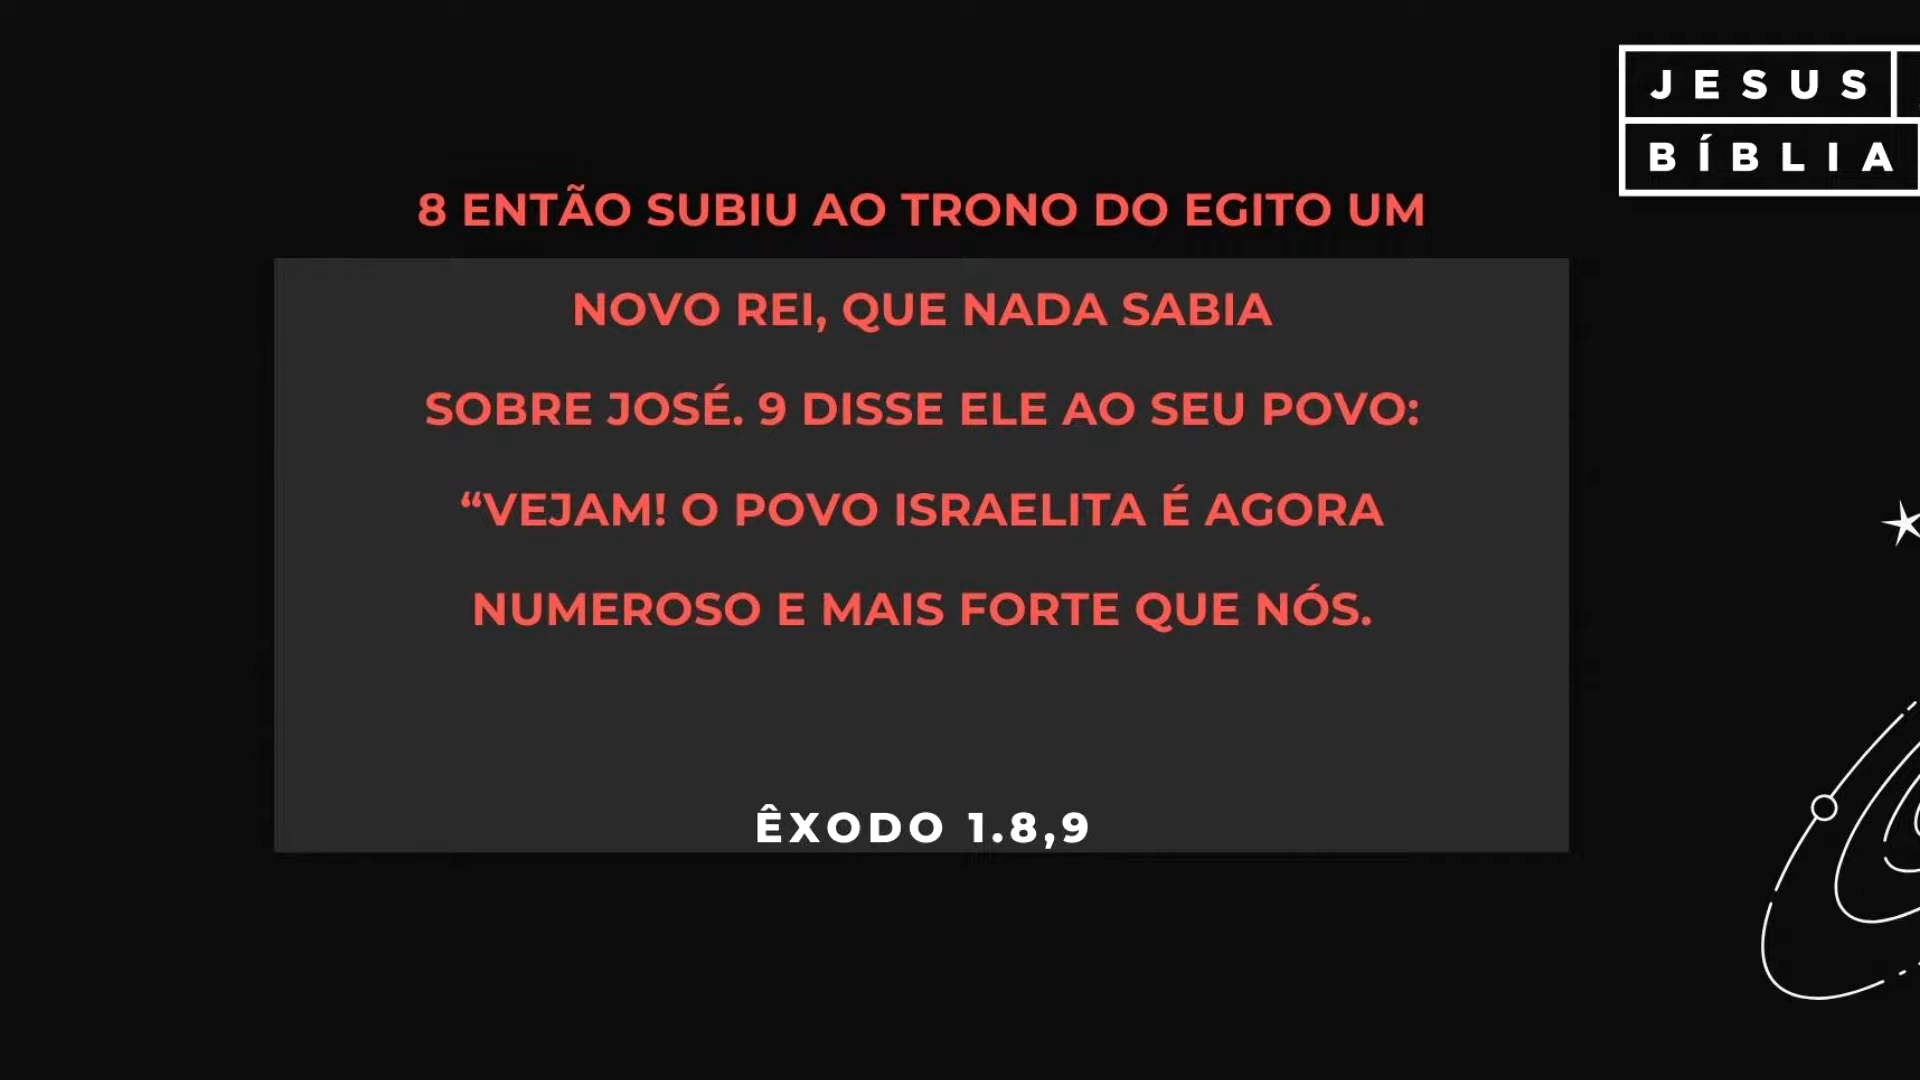 JESUS
BÍBLIA
8 ENTÃO SUBIU AO TRONO DO EGITO UM
NOVO REI, QUE NADA SABIA
SOBRE JOSÉ. 9 DISSE ELE AO SEU POVO:
“VEJAM! O POVO ISRAELITA É AGORA
NUMEROSO E MAIS FORTE QUE NÓS.
ÊXODO 1.8,9